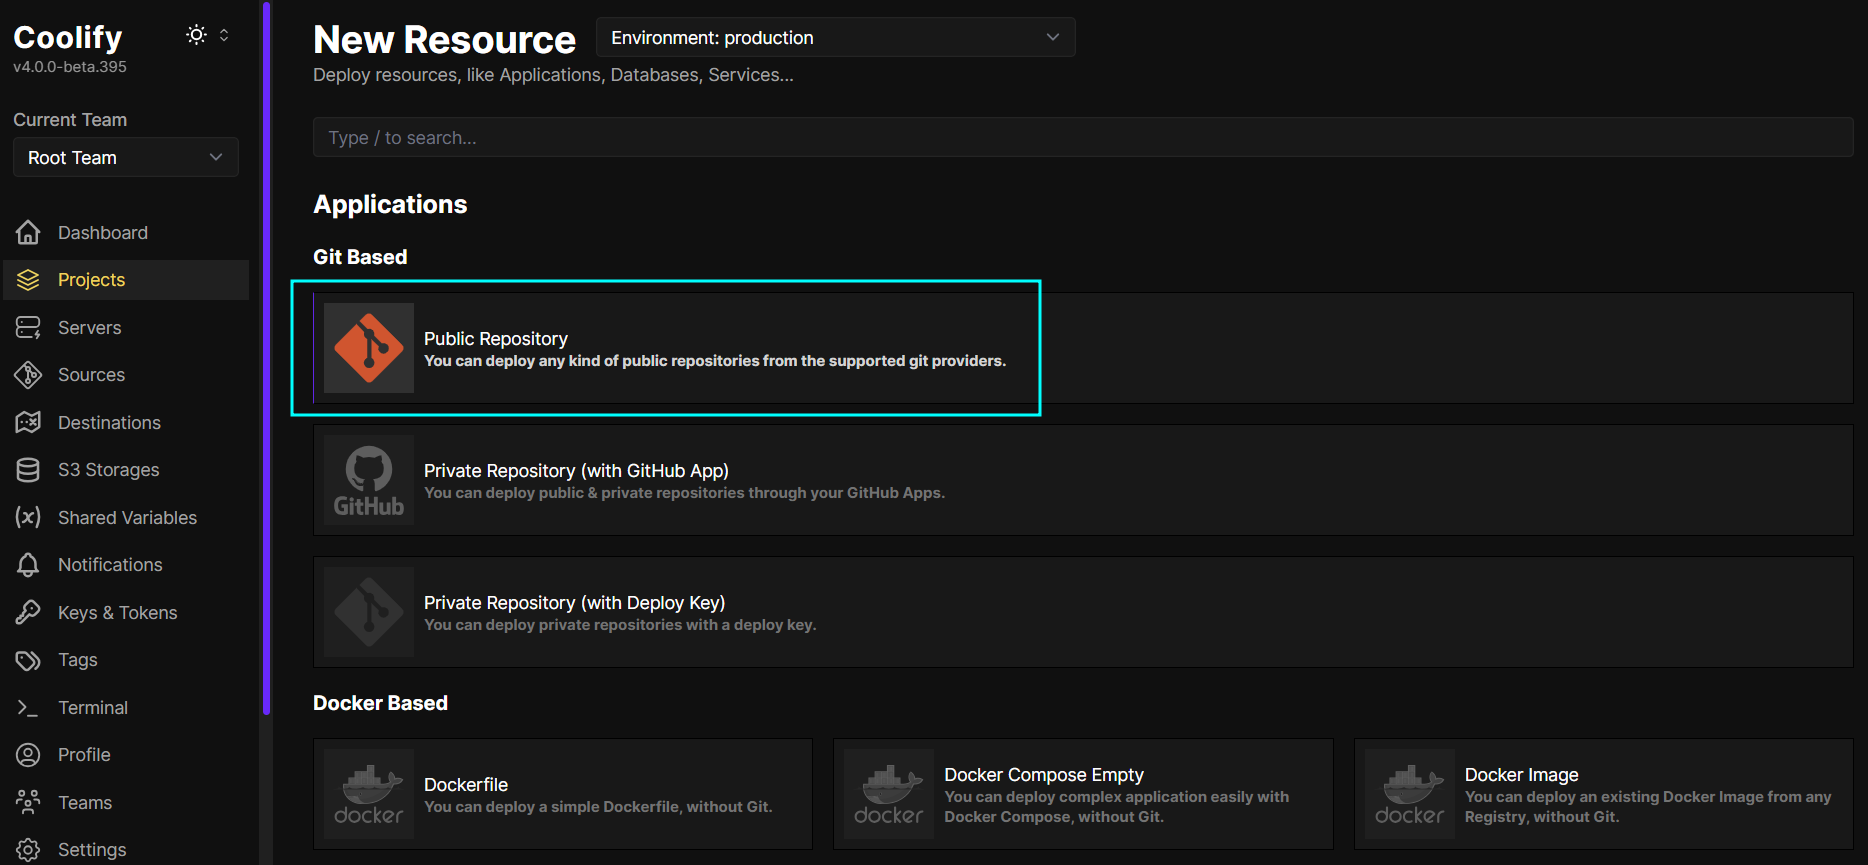 Coolify
v4.0.0-beta.395
Current Team
Root Team
Dashboard
Projects
Servers
Sources
Destinations
S3 Storages
Shared Variables
Notifications
Keys & Tokens
Tags
Terminal
Profile
Teams
Settings
New Resource
Environment: production
Deploy resources, like Applications, Databases, Services...
Type / to search...
Applications
Git Based
Public Repository
You can deploy any kind of public repositories from the supported git providers.
GitHub
Private Repository (with GitHub App)
You can deploy public & private repositories through your GitHub Apps.
Private Repository (with Deploy Key)
You can deploy private repositories with a deploy key.
Docker Based
docker
Dockerfile
You can deploy a simple Dockerfile, without Git.
docker
Docker Compose Empty
You can deploy complex application easily with
Docker Compose, without Git.
docker
Docker Image
You can deploy an existing Docker Image from any
Registry, without Git.